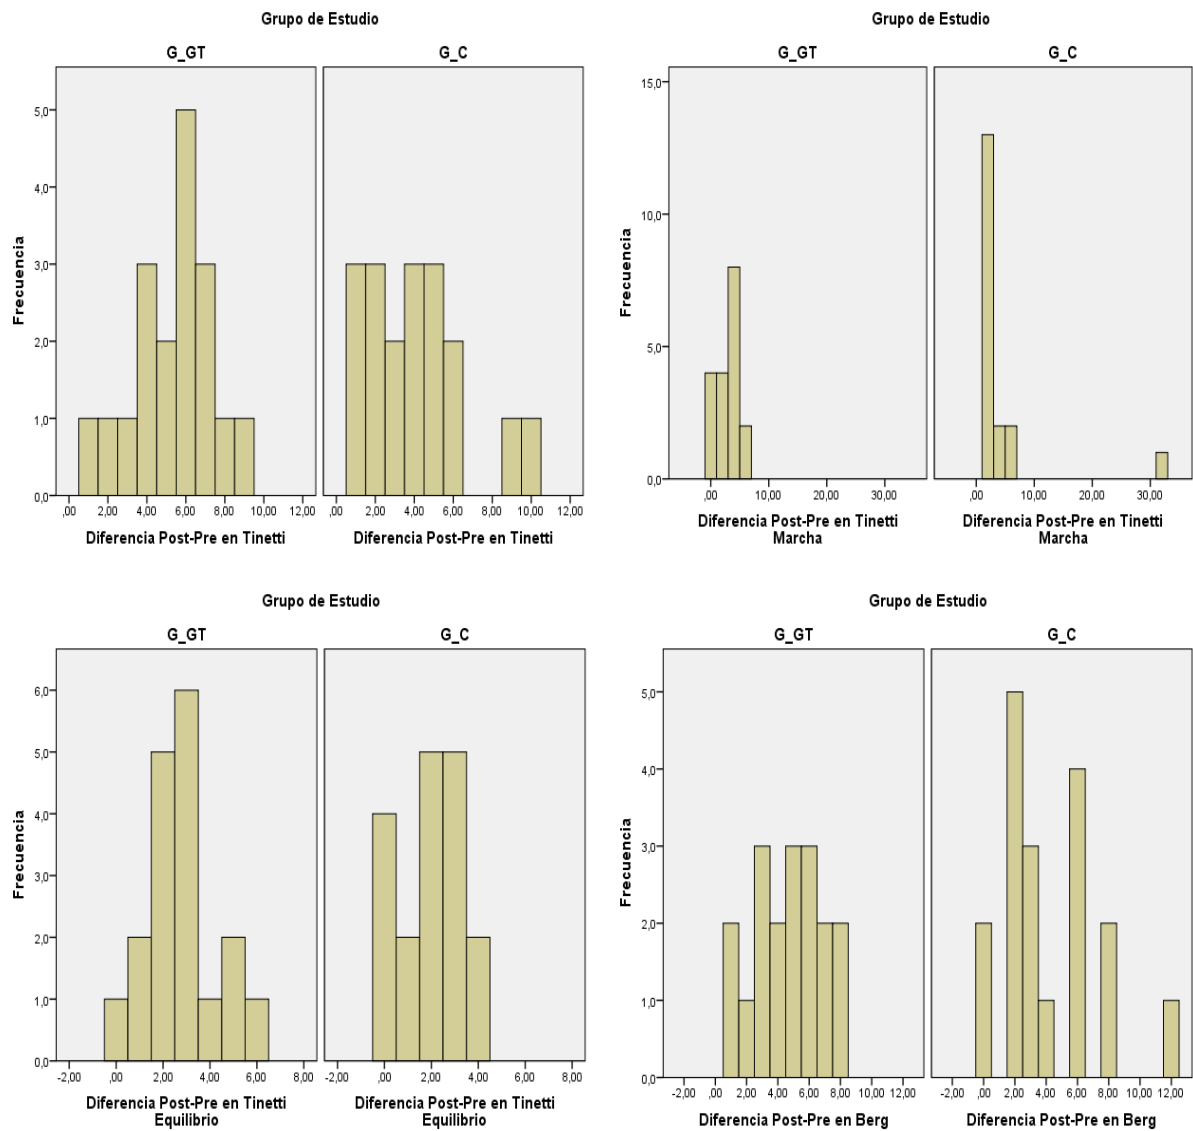 Grupo de Estudio
G_GT G_C
Frecuencia
5,0
4,0
3,0
2,0
1,0
0,0
,00 2,00 4,00 6,00 8,00 10,00 12,00 ,00 2,00 4,00 6,00 8,00 10,00 12,00
Diferencia Post-Pre en Tinetti Diferencia Post-Pre en Tinetti
Grupo de Estudio
G_GT G_C
Frecuencia
15,0
10,0
5,0
0,0
,00 10,00 20,00 30,00 ,00 10,00 20,00 30,00
Diferencia Post-Pre en Tinetti Diferencia Post-Pre en Tinetti
Marcha Marcha
Grupo de Estudio
G_GT G_C
Frecuencia
6,0
5,0
4,0
3,0
2,0
1,0
0,0
-2,00 ,00 2,00 4,00 6,00 8,00 -2,00 ,00 2,00 4,00 6,00 8,00
Diferencia Post-Pre en Tinetti Diferencia Post-Pre en Tinetti
Equilibrio Equilibrio
Grupo de Estudio
G_GT G_C
Frecuencia
5,0
4,0
3,0
2,0
1,0
0,0
-2,00 ,00 2,00 4,00 6,00 8,00 10,00 12,00 -2,00 ,00 2,00 4,00 6,00 8,00 10,00 12,00
Diferencia Post-Pre en Berg Diferencia Post-Pre en Berg